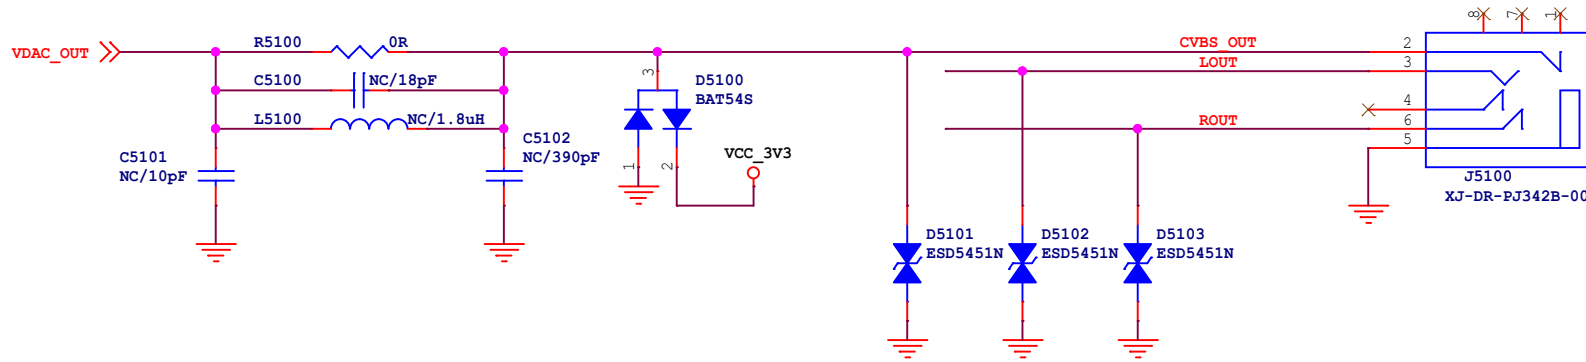 VDAC_OUT
R5100
0R
C5100
NC/18pF
L5100
NC/1.8uH
C5101
NC/10pF
C5102
NC/390pF
3
D5100
BAT54S
1
2
VCC_3V3
CVBS_OUT
LOUT
ROUT
D5101
ESD5451N
D5102
ESD5451N
D5103
ESD5451N
8
7
1
2
3
4
6
5
J5100
XJ-DR-PJ342B-00